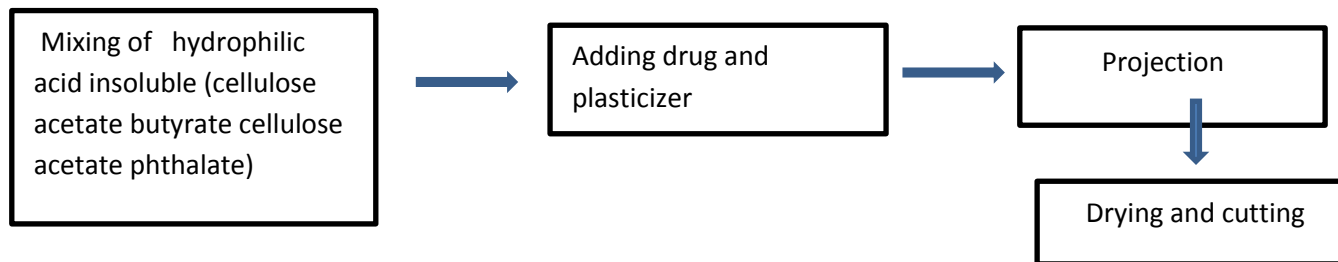 Mixing of hydrophilic
acid insoluble (cellulose
acetate butyrate cellulose
acetate phthalate)
Adding drug and
plasticizer
Projection
Drying and cutting